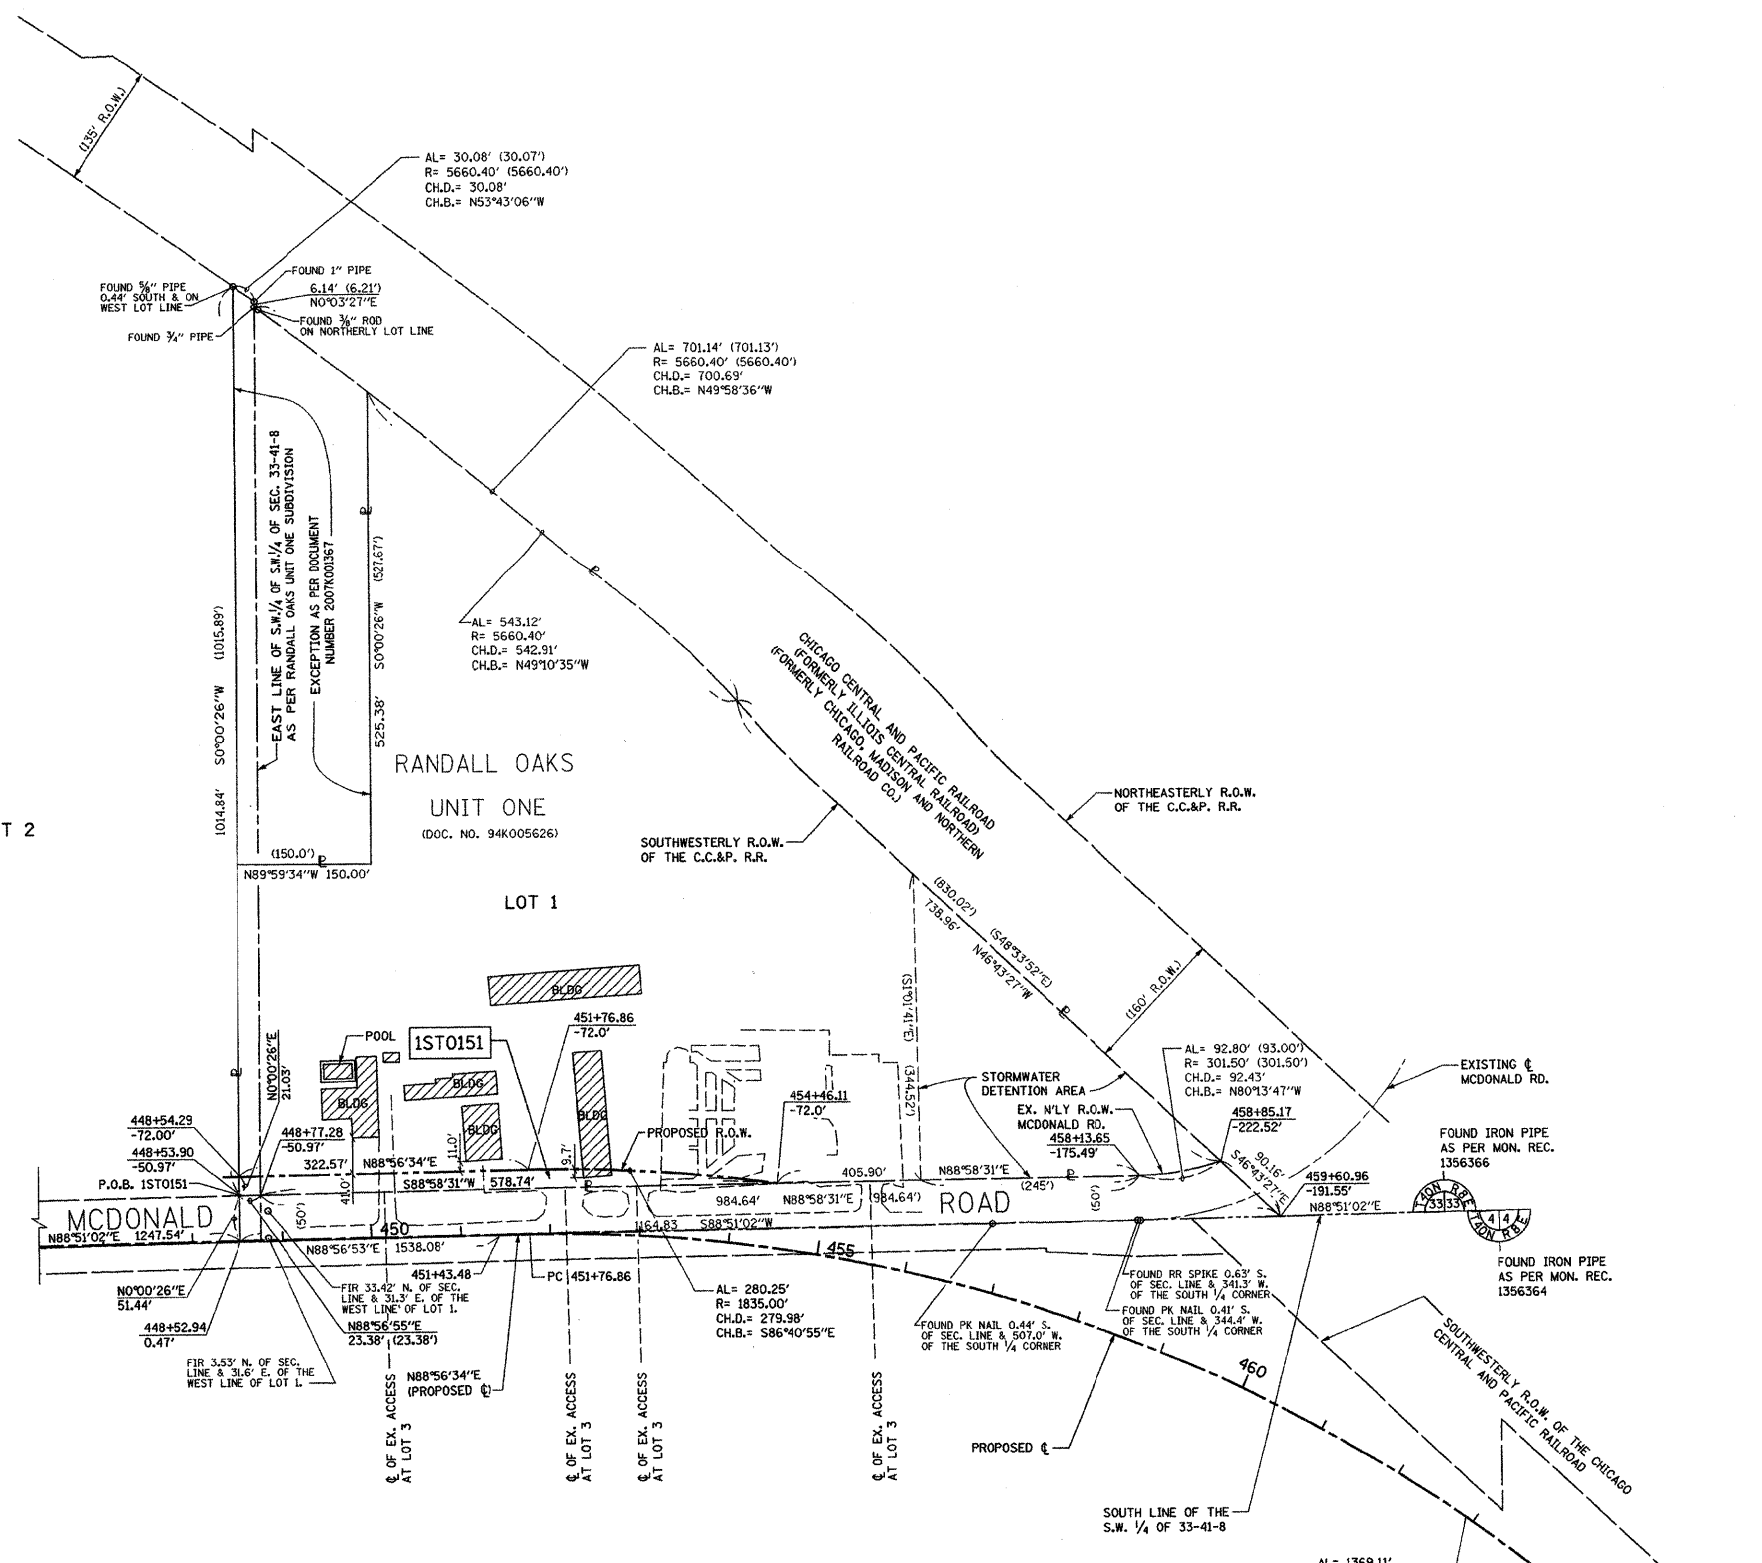 (135' R.O.W.)
AL= 30.08' (30.07')
R= 5660.40' (5660.40')
CH.D.= 30.08'
CH.B.= N53°43'06"W
FOUND 1" PIPE
6.14' (6.21')
N0°03'27"E
FOUND ⅝" PIPE
0.44' SOUTH & ON
WEST LOT LINE
FOUND ⅜" ROD
ON NORTHERLY LOT LINE
FOUND ¾" PIPE
AL= 701.14' (701.13')
R= 5660.40' (5660.40')
CH.D.= 700.69'
CH.B.= N49°58'36"W
EAST LINE OF S.W.¼ OF S.W.¼ OF SEC. 33-41-8
AS PER RANDALL OAKS UNIT ONE SUBDIVISION
EXCEPTION AS PER DOCUMENT
NUMBER 2007K001367
1014.84' S0°00'26"W (1015.89')
525.38' S0°00'26"W (527.67')
AL= 543.12'
R= 5660.40'
CH.D.= 542.91'
CH.B.= N49°10'35"W
CHICAGO CENTRAL AND PACIFIC RAILROAD
(FORMERLY ILLIOIS CENTRAL RAILROAD)
(FORMERLY CHICAGO, MADISON AND NORTHERN
RAILROAD CO.)
RANDALL OAKS
UNIT ONE
(DOC. NO. 94K005626)
T 2
NORTHEASTERLY R.O.W.
OF THE C.C.&P. R.R.
SOUTHWESTERLY R.O.W.
OF THE C.C.&P. R.R.
(150.0')
N89°59'34"W 150.00'
LOT 1
(830.02') (S48°33'52"E)
738.96' N46°43'27"W
(160' R.O.W.)
(S1°01'41"E) (344.52')
BLDG
451+76.86
-72.0'
POOL
1ST0151
BLDG
BLDG
BLDG
BLDG
N0°00'26"E
21.03'
STORMWATER
DETENTION AREA
AL= 92.80' (93.00')
R= 301.50' (301.50')
CH.D.= 92.43'
CH.B.= N80°13'47"W
EXISTING ℄
MCDONALD RD.
454+46.11
-72.0'
EX. N'LY R.O.W.
MCDONALD RD.
458+13.65
-175.49'
458+85.17
-222.52'
448+54.29
-72.00'
448+53.90
-50.97'
448+77.28
-50.97'
P.O.B. 1ST0151
322.57'
N88°56'34"E
41.0'
11.0'
9.7'
PROPOSED R.O.W.
S88°58'31"W 578.74'
405.90'
N88°58'31"E
(245')
(50')
(50')
90.16'
S46°43'27"E
459+60.96
-191.55'
N88°51'02"E
FOUND IRON PIPE
AS PER MON. REC.
1356366
T40N R8E
33 33
4 4
T40N R8E
FOUND IRON PIPE
AS PER MON. REC.
1356364
984.64' N88°58'31"E (984.64')
MCDONALD
ROAD
N88°51'02"E 1247.54'
450
1164.83 S88°51'02"W
455
N88°56'53"E 1538.08'
451+43.48
PC 451+76.86
N0°00'26"E
51.44'
FIR 33.42' N. OF SEC.
LINE & 31.3' E. OF THE
WEST LINE OF LOT 1.
N88°56'55"E
23.38' (23.38')
448+52.94
0.47'
FIR 3.53' N. OF SEC.
LINE & 31.6' E. OF THE
WEST LINE OF LOT 1.
N88°56'34"E
(PROPOSED ℄)
AL= 280.25'
R= 1835.00'
CH.D.= 279.98'
CH.B.= S86°40'55"E
FOUND PK NAIL 0.44' S.
OF SEC. LINE & 507.0' W.
OF THE SOUTH ¼ CORNER
FOUND RR SPIKE 0.63' S.
OF SEC. LINE & 341.3' W.
OF THE SOUTH ¼ CORNER
FOUND PK NAIL 0.41' S.
OF SEC. LINE & 344.4' W.
OF THE SOUTH ¼ CORNER
460
℄ OF EX. ACCESS
AT LOT 3
℄ OF EX. ACCESS
AT LOT 3
℄ OF EX. ACCESS
AT LOT 3
℄ OF EX. ACCESS
AT LOT 3
PROPOSED ℄
SOUTHWESTERLY R.O.W. OF THE CHICAGO
CENTRAL AND PACIFIC RAILROAD
SOUTH LINE OF THE
S.W. ¼ OF 33-41-8
AL= 1369.11'